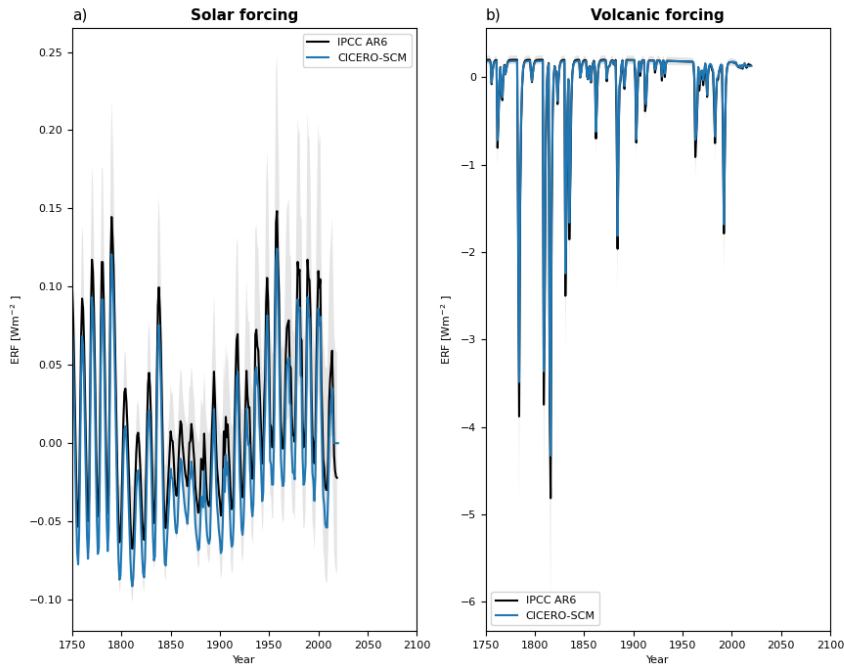 a)
Solar forcing
IPCC AR6
CICERO-SCM
ERF [Wm⁻² ]
0.25
0.20
0.15
0.10
0.05
0.00
−0.05
−0.10
1750 1800 1850 1900 1950 2000 2050 2100
Year
b)
Volcanic forcing
ERF [Wm⁻² ]
0
−1
−2
−3
−4
−5
−6
IPCC AR6
CICERO-SCM
1750 1800 1850 1900 1950 2000 2050 2100
Year